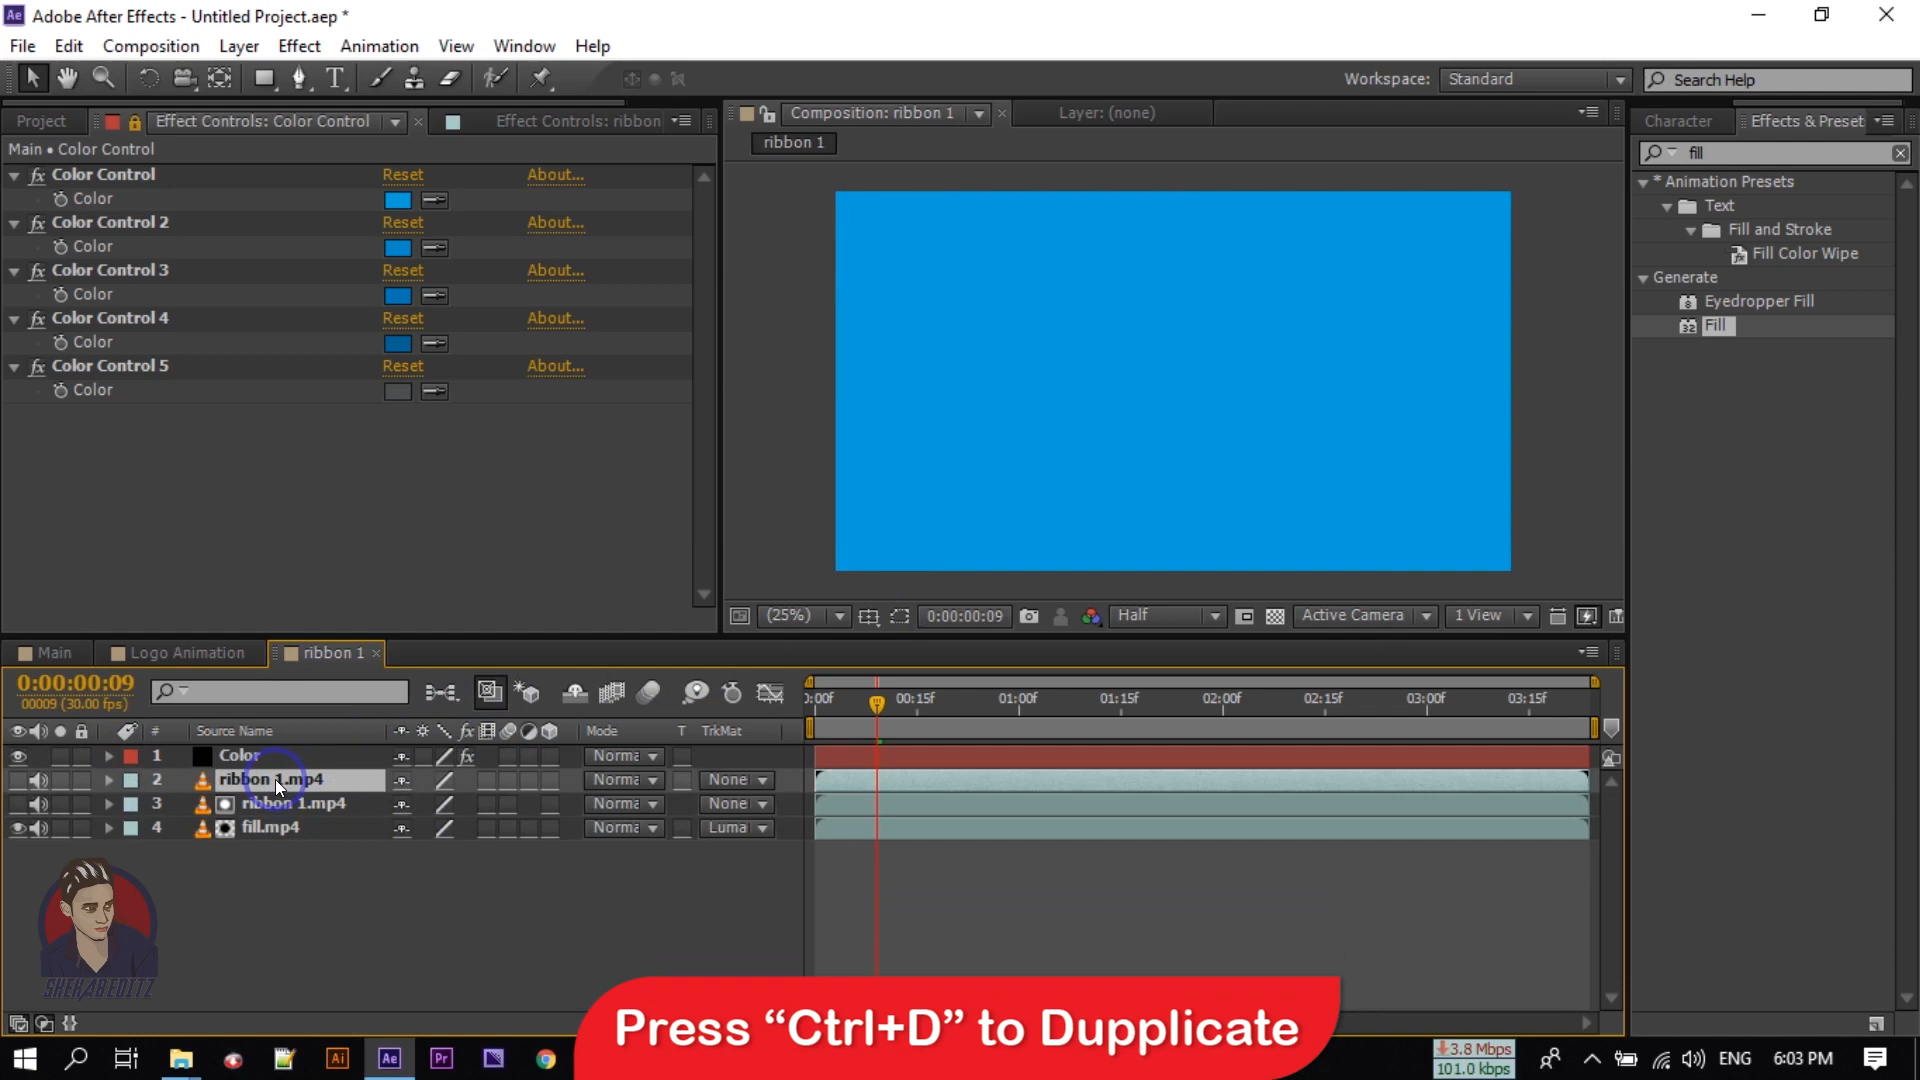 Adobe After Effects - Untitled Project.aep *
File Edit Composition Layer Effect Animation View Window Help
Workspace: Standard Search Help
Project Effect Controls: Color Control Effect Controls: ribbon
Main • Color Control
Color Control Reset About...
Color
Color Control 2 Reset About...
Color
Color Control 3 Reset About...
Color
Color Control 4 Reset About...
Color
Color Control 5 Reset About...
Color
Composition: ribbon 1 Layer: (none)
ribbon 1
(25%) 0:00:00:09 Half Active Camera 1 View
Character Effects & Preset
fill
* Animation Presets
Text
Fill and Stroke
Fill Color Wipe
Generate
Eyedropper Fill
Fill
Main Logo Animation ribbon 1
0:00:00:09
00009 (30.00 fps)
0:00f 00:15f 01:00f 01:15f 02:00f 02:15f 03:00f 03:15f
# Source Name Mode T TrkMat
1 Color Norma
2 ribbon 1.mp4 Norma None
3 ribbon 1.mp4 Norma None
4 fill.mp4 Norma Luma
SHEHABEDITZ
Press “Ctrl+D” to Dupplicate
3.8 Mbps
101.0 kbps
ENG 6:03 PM